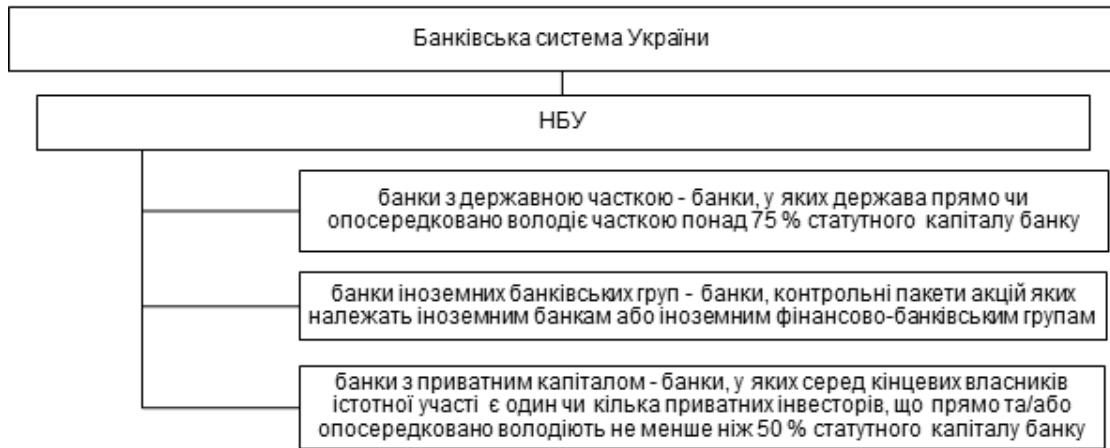 Банківська система України
НБУ
банки з державною часткою - банки, у яких держава прямо чи
опосередковано володіє часткою понад 75 % статутного капіталу банку
банки іноземних банківських груп - банки, контрольні пакети акцій яких
належать іноземним банкам або іноземним фінансово-банківським групам
банки з приватним капіталом - банки, у яких серед кінцевих власників
істотної участі є один чи кілька приватних інвесторів, що прямо та/або
опосередковано володіють не менше ніж 50 % статутного капіталу банку